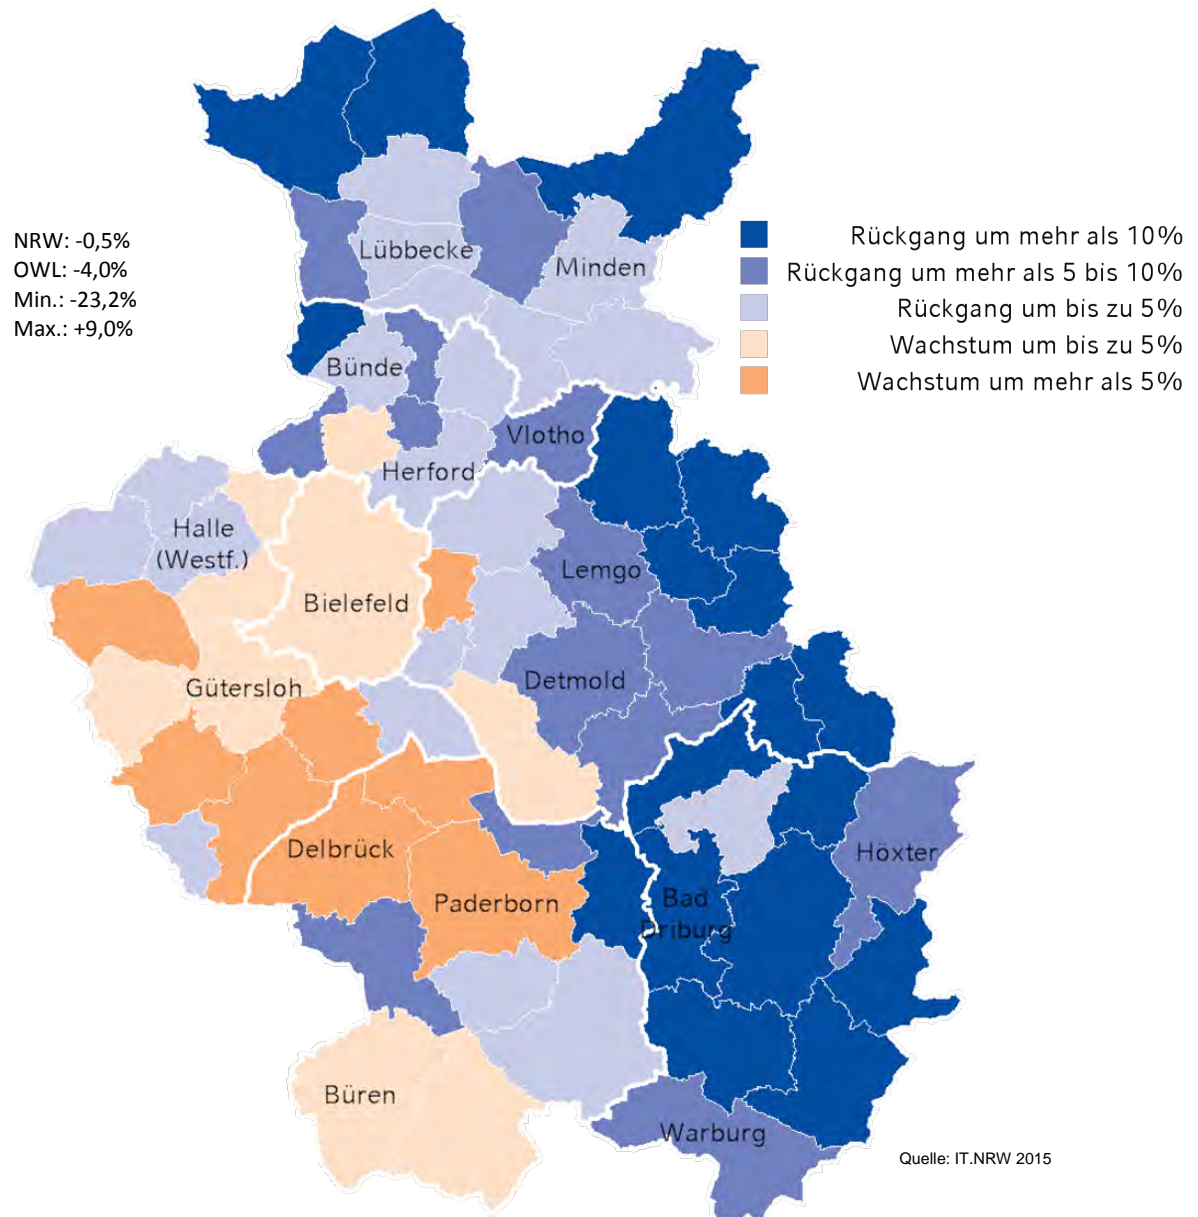 NRW: -0,5%
OWL: -4,0%
Min.: -23,2%
Max.: +9,0%
Rückgang um mehr als 10%
Rückgang um mehr als 5 bis 10%
Rückgang um bis zu 5%
Wachstum um bis zu 5%
Wachstum um mehr als 5%
Lübbecke
Minden
Bünde
Vlotho
Herford
Halle
(Westf.)
Lemgo
Bielefeld
Detmold
Gütersloh
Delbrück
Höxter
Paderborn
Bad
Driburg
Büren
Warburg
Quelle: IT.NRW 2015